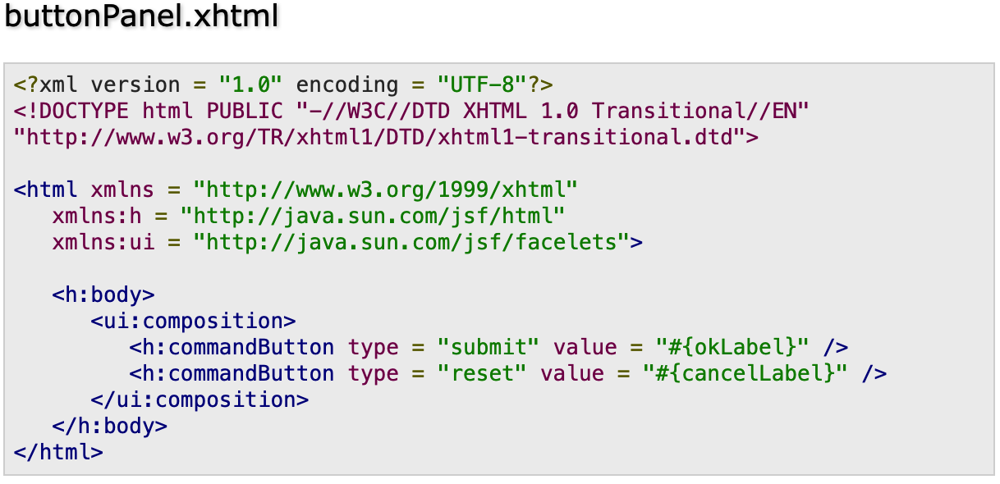 buttonPanel.xhtml
<?xml version = "1.0" encoding = "UTF-8"?>
<!DOCTYPE html PUBLIC "-//W3C//DTD XHTML 1.0 Transitional//EN"
"http://www.w3.org/TR/xhtml1/DTD/xhtml1-transitional.dtd">
<html xmlns = "http://www.w3.org/1999/xhtml"
   xmlns:h = "http://java.sun.com/jsf/html"
   xmlns:ui = "http://java.sun.com/jsf/facelets">
   <h:body>
      <ui:composition>
         <h:commandButton type = "submit" value = "#{okLabel}" />
         <h:commandButton type = "reset" value = "#{cancelLabel}" />
      </ui:composition>
   </h:body>
</html>